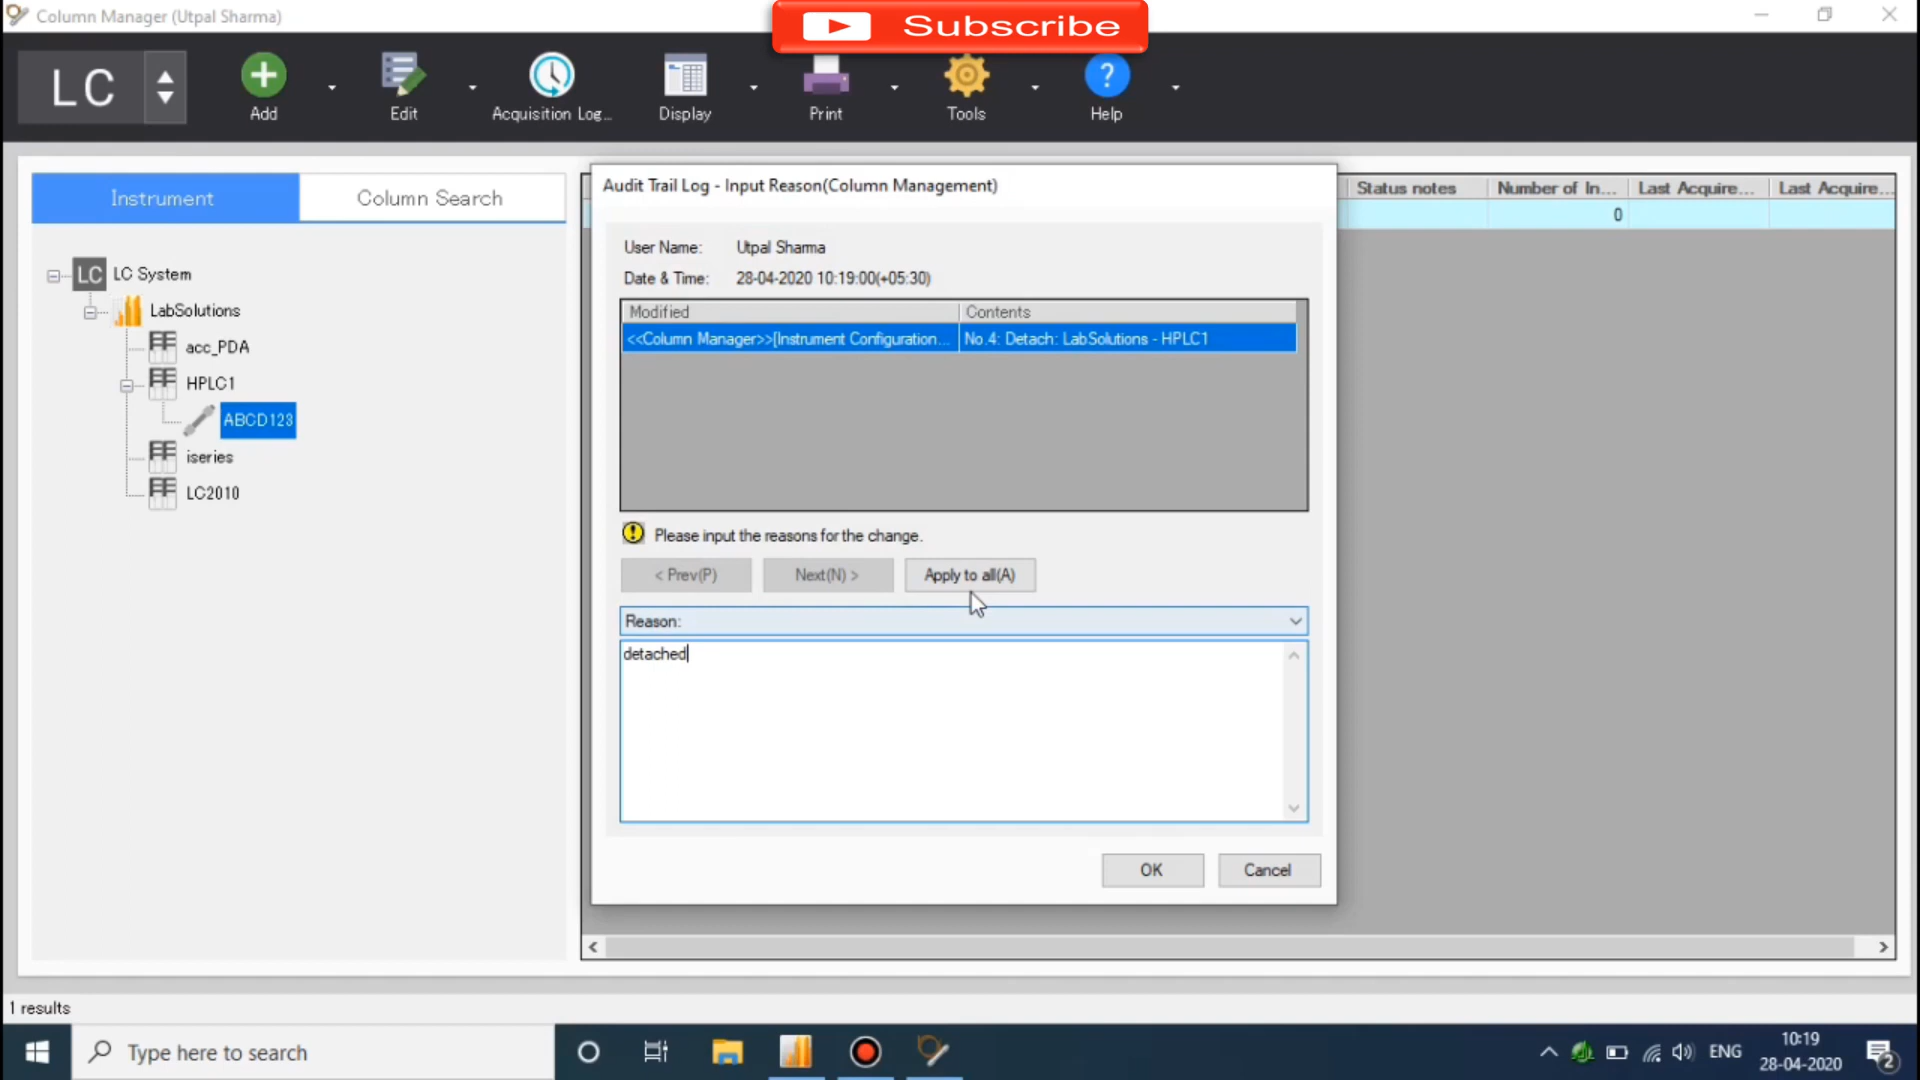 Column Manager (Utpal Sharma)
Subscribe
LC
Add
Edit
Acquisition Log...
Display
Print
Tools
Help
Instrument
Column Search
LC LC System
LabSolutions
acc_PDA
HPLC1
ABCD123
iseries
LC2010
Status notes
Number of In...
Last Acquire...
Last Acquire...
0
Audit Trail Log - Input Reason(Column Management)
User Name: Utpal Sharma
Date & Time: 28-04-2020 10:19:00(+05:30)
Modified Contents
<<Column Manager>>[Instrument Configuration... No.4: Detach: LabSolutions - HPLC1
Please input the reasons for the change.
< Prev(P) Next(N) > Apply to all(A)
Reason:
detached
OK Cancel
1 results
Type here to search
ENG
10:19
28-04-2020
2